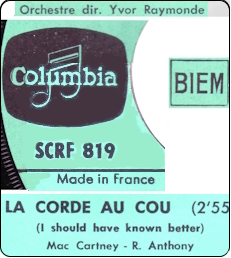 Orchestre dir. Yvor Raymonde
Columbia
BIEM
SCRF 819
Made in France
LA CORDE AU COU (2'55
(I should have known better)
Mac Cartney - R. Anthony